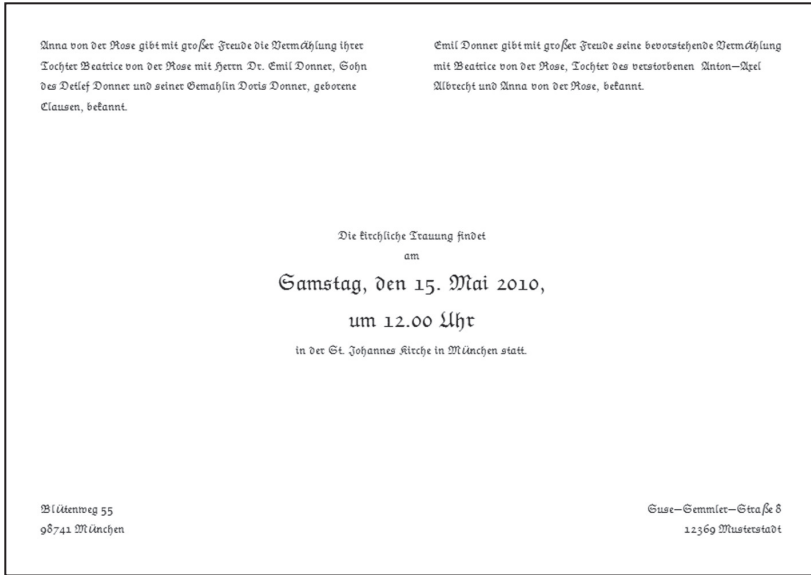 Anna von der Rose gibt mit großer Freude die Vermählung ihrer
Tochter Beatrice von der Rose mit Herrn Dr. Emil Donner, Sohn
des Detlef Donner und seiner Gemahlin Doris Donner, geborene
Clausen, bekannt.
Emil Donner gibt mit großer Freude seine bevorstehende Vermählung
mit Beatrice von der Rose, Tochter des verstorbenen Anton-Axel
Albrecht und Anna von der Rose, bekannt.
Die kirchliche Trauung findet
am
Samstag, den 15. Mai 2010,
um 12.00 Uhr
in der St. Johannes Kirche in München statt.
Blütenweg 55
98741 München
Suse-Semmler-Straße 8
12369 Musterstadt